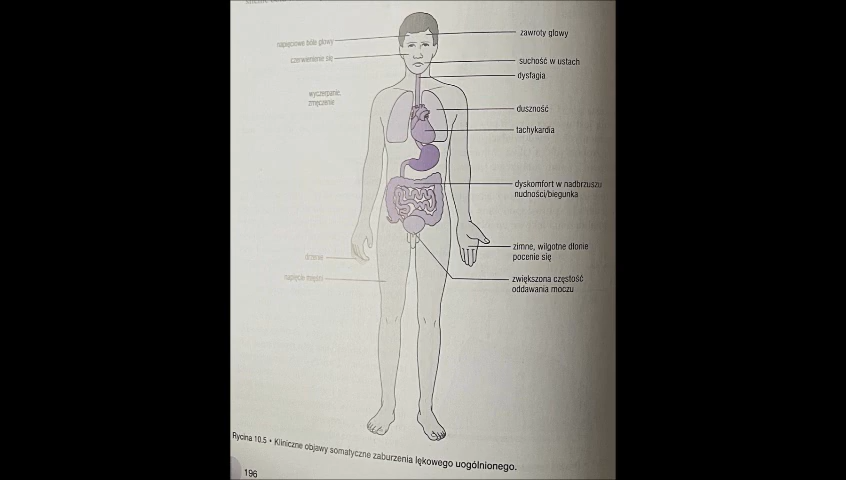 napięciowe bóle głowy
czerwienienie się
wyczerpanie,
zmęczenie
drżenie
napięcie mięśni
zawroty głowy
suchość w ustach
dysfagia
duszność
tachykardia
dyskomfort w nadbrzuszu
nudności/biegunka
zimne, wilgotne dłonie
pocenie się
zwiększona częstość
oddawania moczu
Rycina 10.5 • Kliniczne objawy somatyczne zaburzenia lękowego uogólnionego.
196